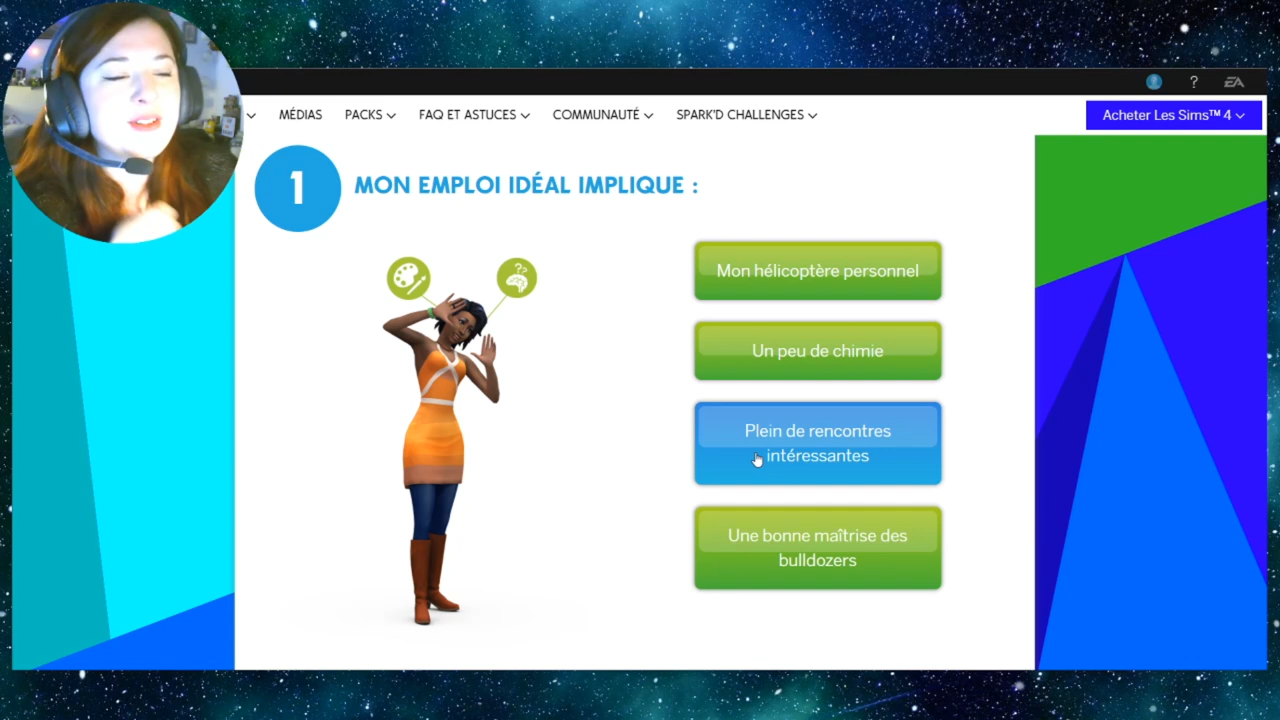 ? EA
MÉDIAS PACKS FAQ ET ASTUCES COMMUNAUTÉ SPARK'D CHALLENGES Acheter Les Sims™ 4
1 MON EMPLOI IDÉAL IMPLIQUE :
??
Mon hélicoptère personnel
Un peu de chimie
Plein de rencontres
intéressantes
Une bonne maîtrise des
bulldozers